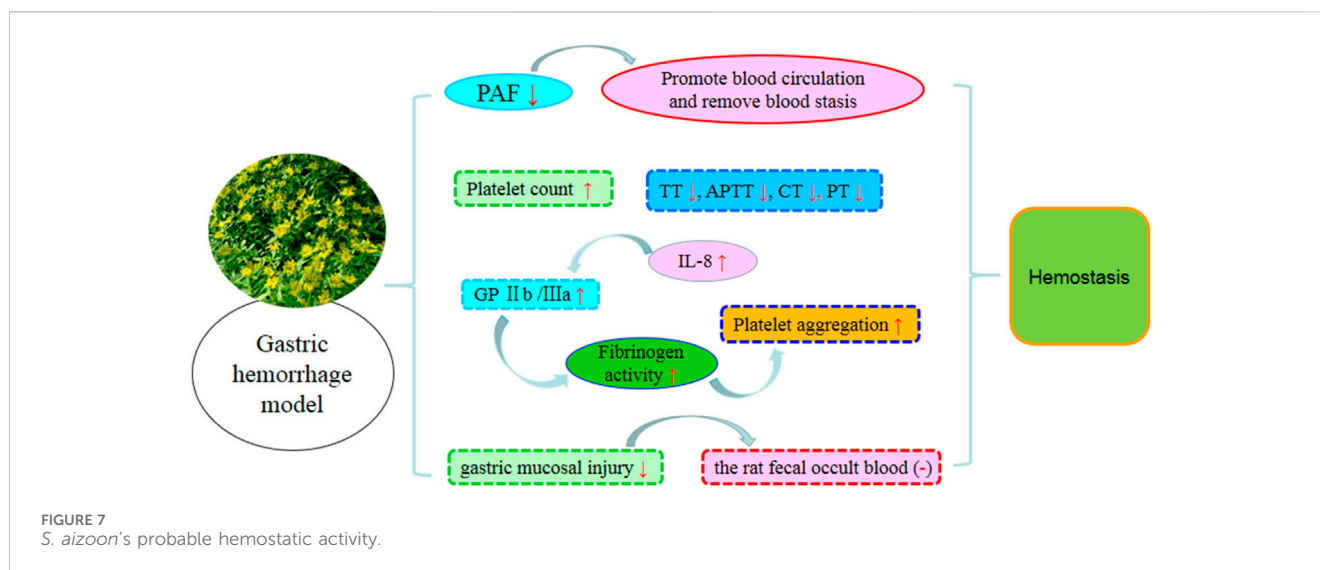 PAF ↓
Promote blood circulation
and remove blood stasis
Platelet count ↑
TT ↓, APTT ↓, CT ↓, PT ↓
IL-8 ↑
GP Ⅱb /Ⅲa ↑
Platelet aggregation ↑
Fibrinogen
activity ↑
gastric mucosal injury ↓
the rat fecal occult blood (-)
Gastric
hemorrhage
model
Hemostasis
FIGURE 7
S. aizoon's probable hemostatic activity.